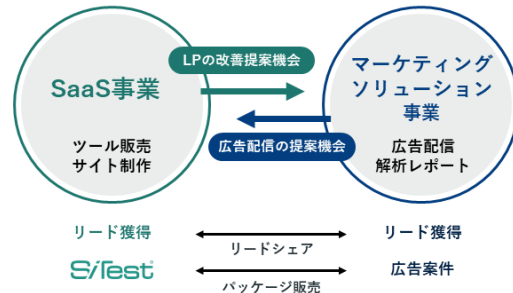 LPの改善提案機会
SaaS事業
マーケティング
ソリューション
事業
ツール販売
サイト制作
広告配信の提案機会
広告配信
解析レポート
リード獲得
リードシェア
リード獲得
SiTest
パッケージ販売
広告案件